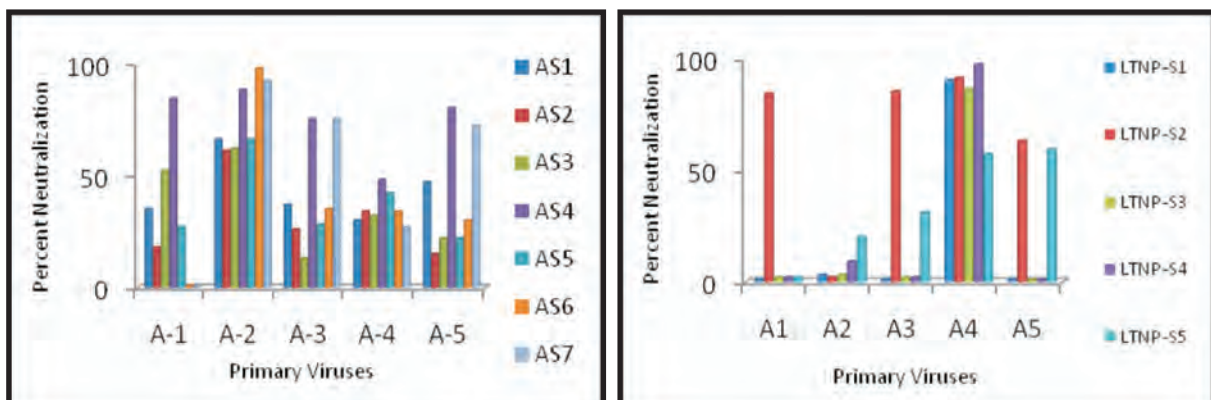 100
50
0
Percent Neutralization
A-1 A-2 A-3 A-4 A-5
Primary Viruses
AS1
AS2
AS3
AS4
AS5
AS6
AS7
100
50
0
Percent Neutralization
A1 A2 A3 A4 A5
Primary Viruses
LTNP-S1
LTNP-S2
LTNP-S3
LTNP-S4
LTNP-S5